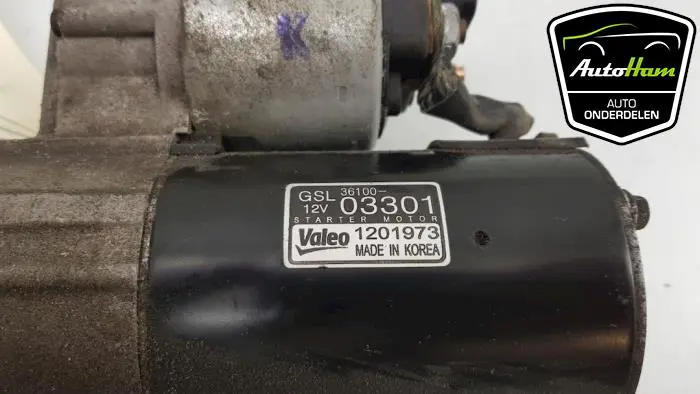 K
AutoHam
AUTO
ONDERDELEN
GSL 36100-
12V 03301
STARTER MOTOR
Valeo 1201973
MADE IN KOREA